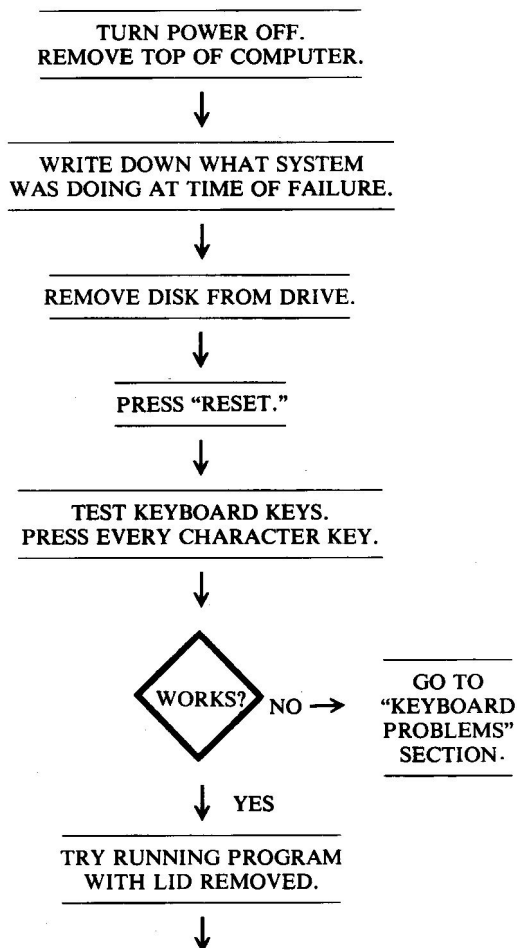 TURN POWER OFF.
REMOVE TOP OF COMPUTER.
WRITE DOWN WHAT SYSTEM
WAS DOING AT TIME OF FAILURE.
REMOVE DISK FROM DRIVE.
PRESS “RESET.”
TEST KEYBOARD KEYS.
PRESS EVERY CHARACTER KEY.
WORKS?
NO
GO TO
“KEYBOARD
PROBLEMS”
SECTION.
YES
TRY RUNNING PROGRAM
WITH LID REMOVED.